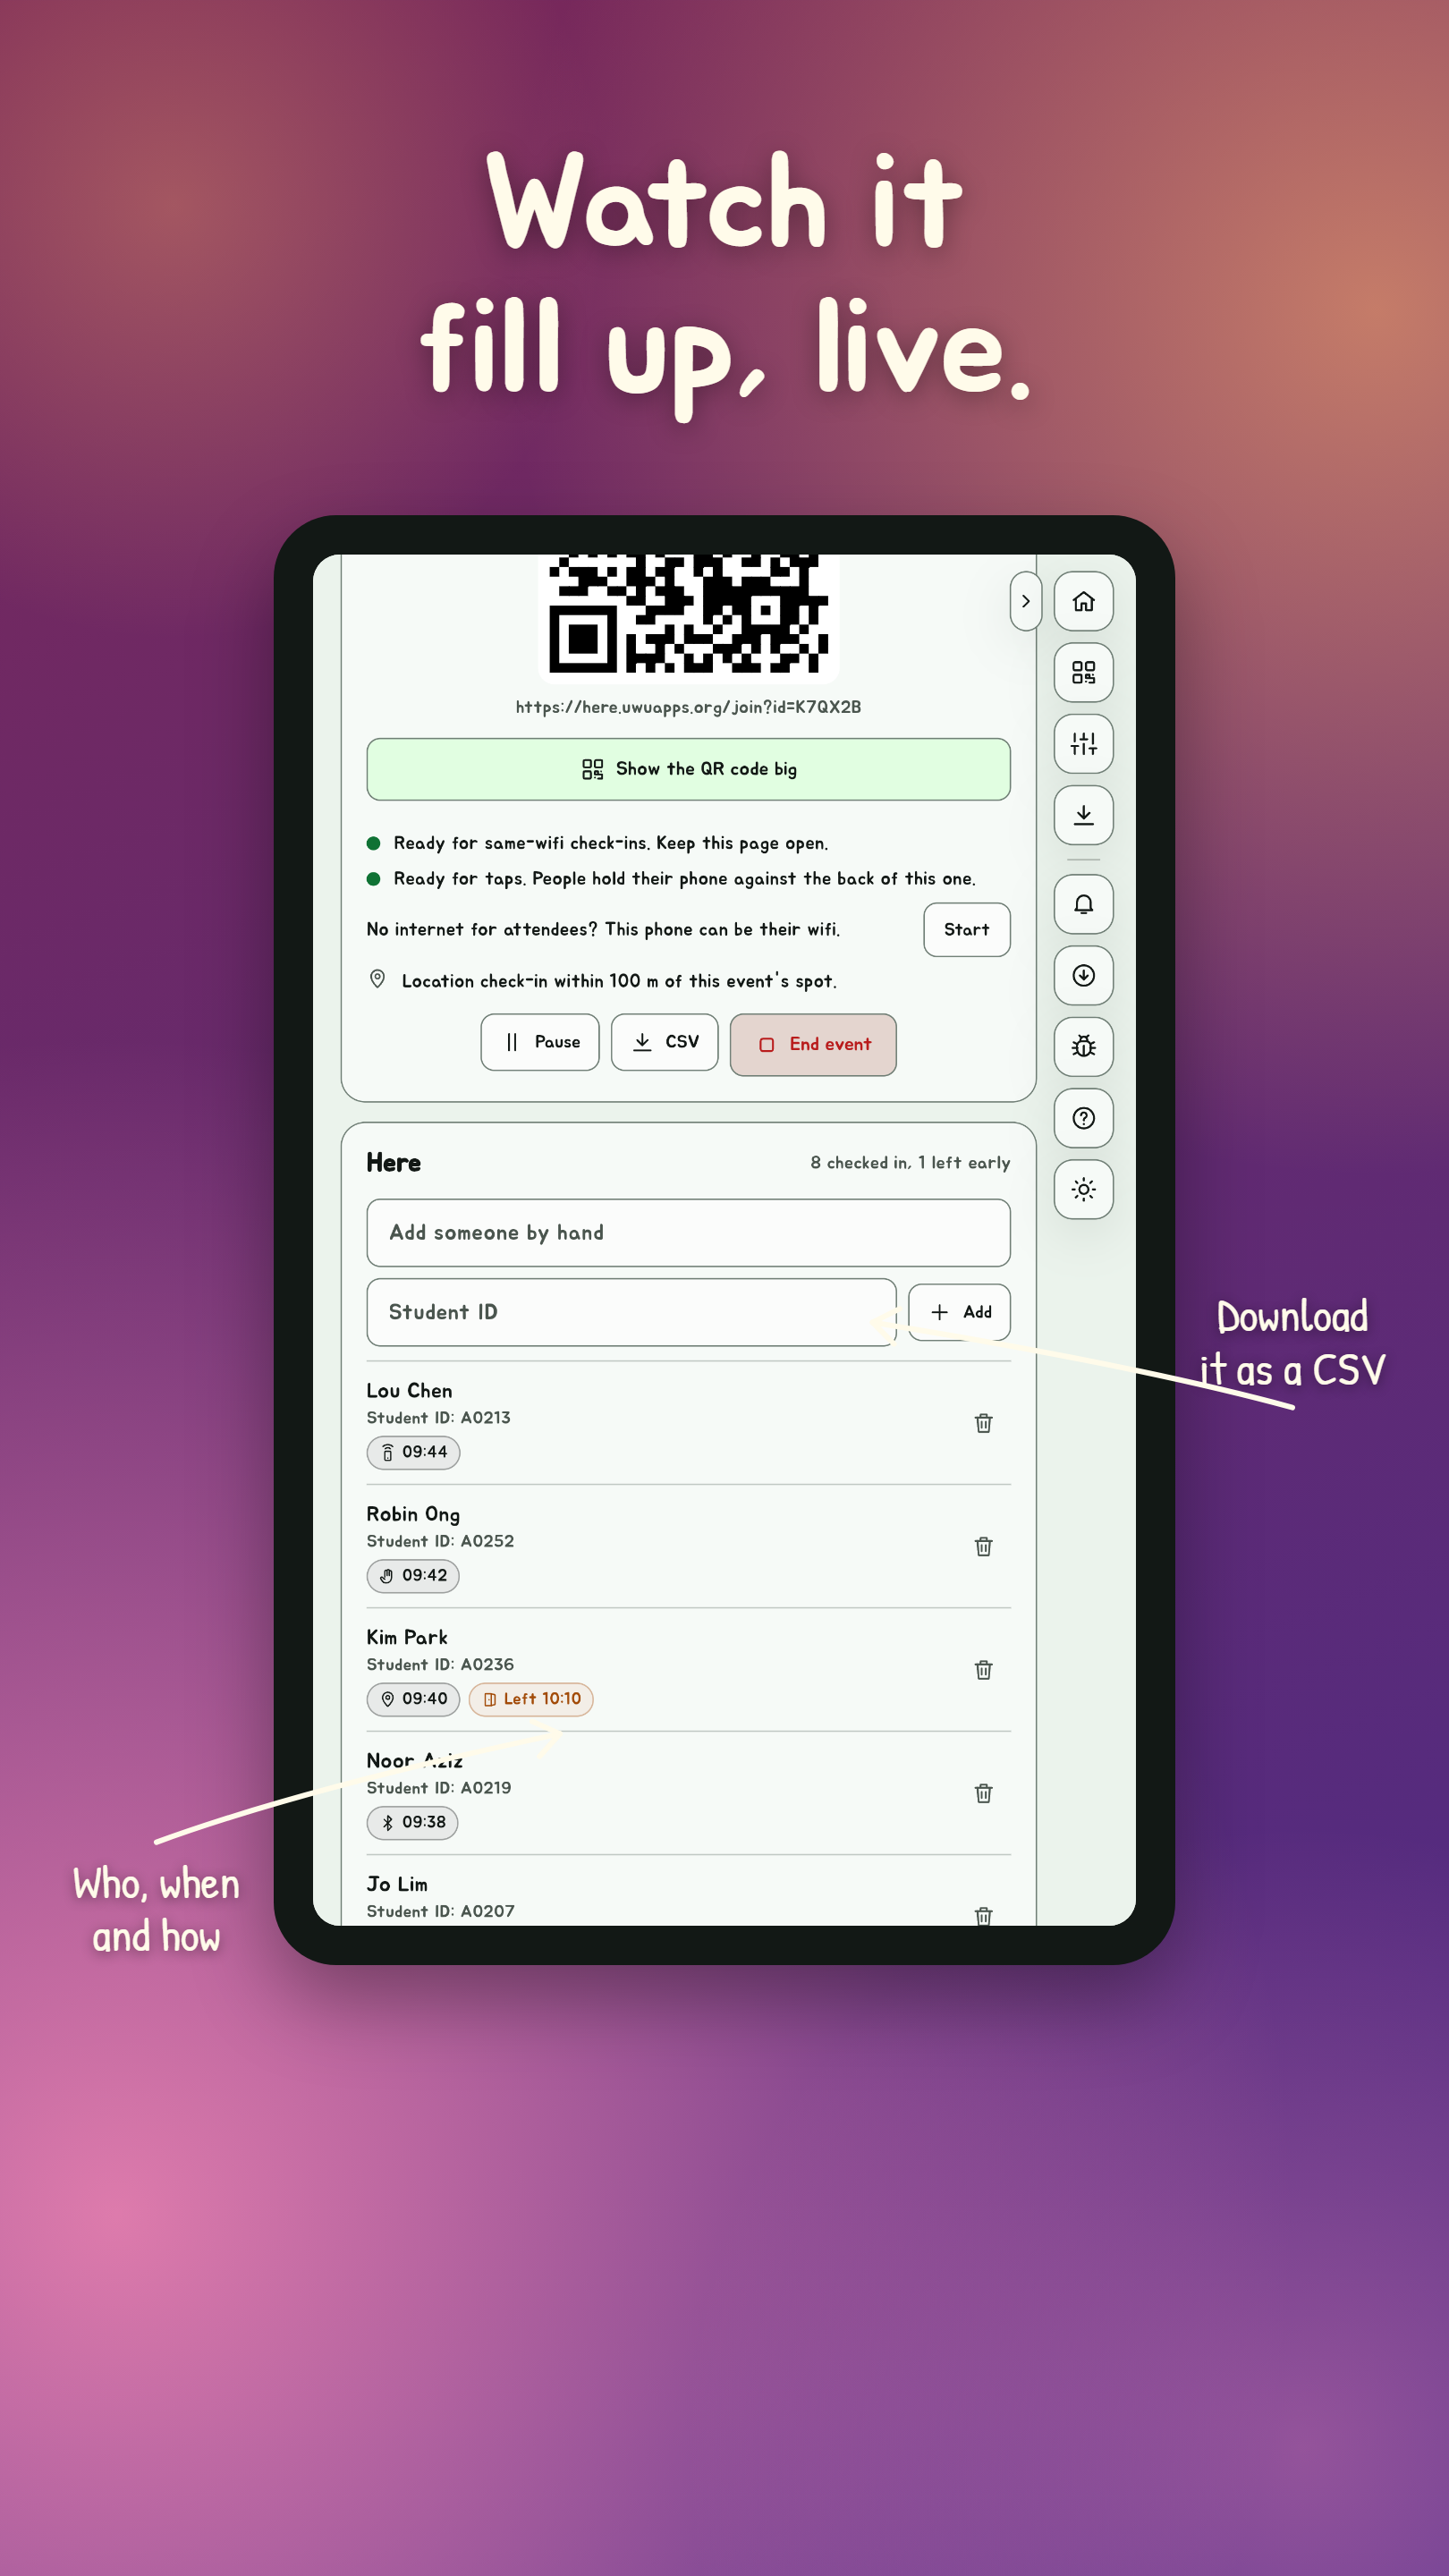 Watch it
fill up, live.
https://here.uwuapps.org/join?id=K7QX2B
Show the QR code big
Ready for same-wifi check-ins. Keep this page open.
Ready for taps. People hold their phone against the back of this one.
No internet for attendees? This phone can be their wifi.
Start
Location check-in within 100 m of this event's spot.
Pause
CSV
End event
Here
8 checked in, 1 left early
Add someone by hand
Student ID
Add
Download
it as a CSV
Lou Chen
Student ID: A0213
09:44
Robin Ong
Student ID: A0252
09:42
Kim Park
Student ID: A0236
09:40
Left 10:10
Noor Aziz
Student ID: A0219
09:38
Jo Lim
Student ID: A0207
Who, when
and how